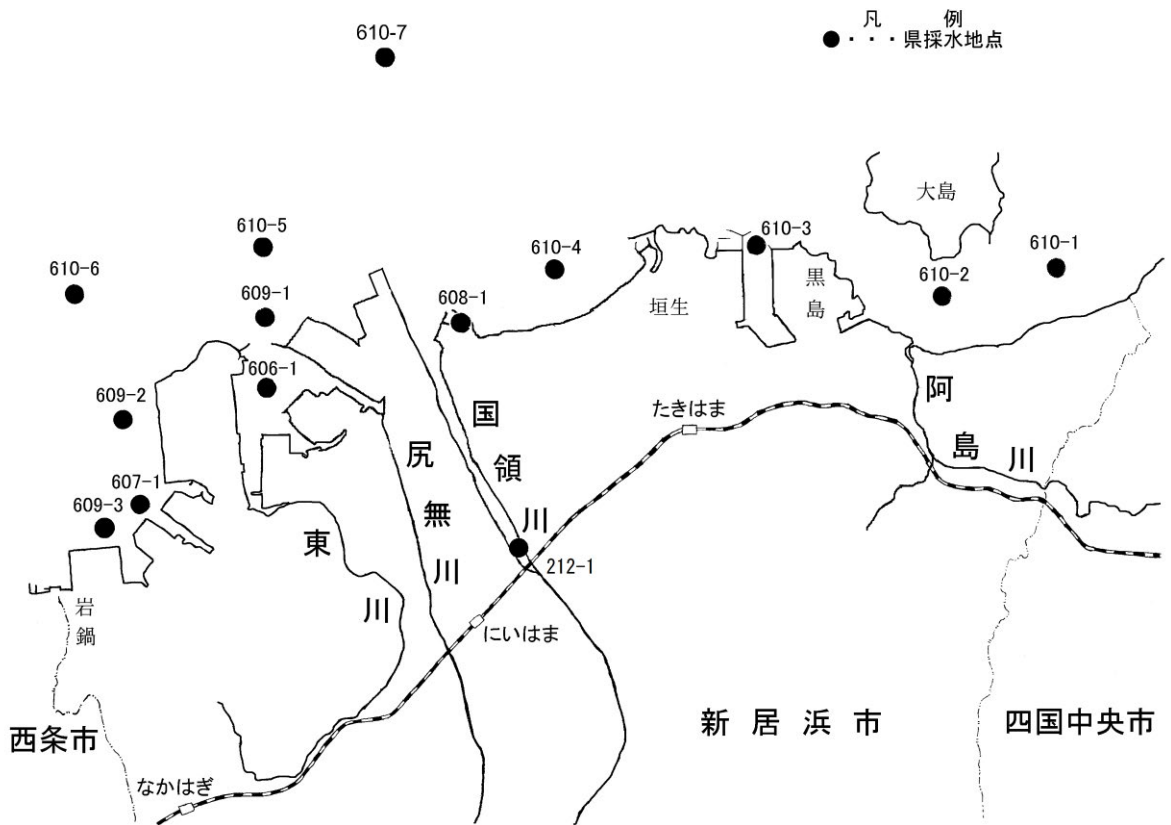 凡 例
●・・・県採水地点
610-7
大島
610-5
610-3
610-4
610-1
610-6
610-2
609-1
608-1
垣生
黒島
606-1
609-2
国領川
たきはま
阿島川
尻無川
607-1
609-3
東川
212-1
岩鍋
にいはま
西条市
新居浜市
四国中央市
なかはぎ